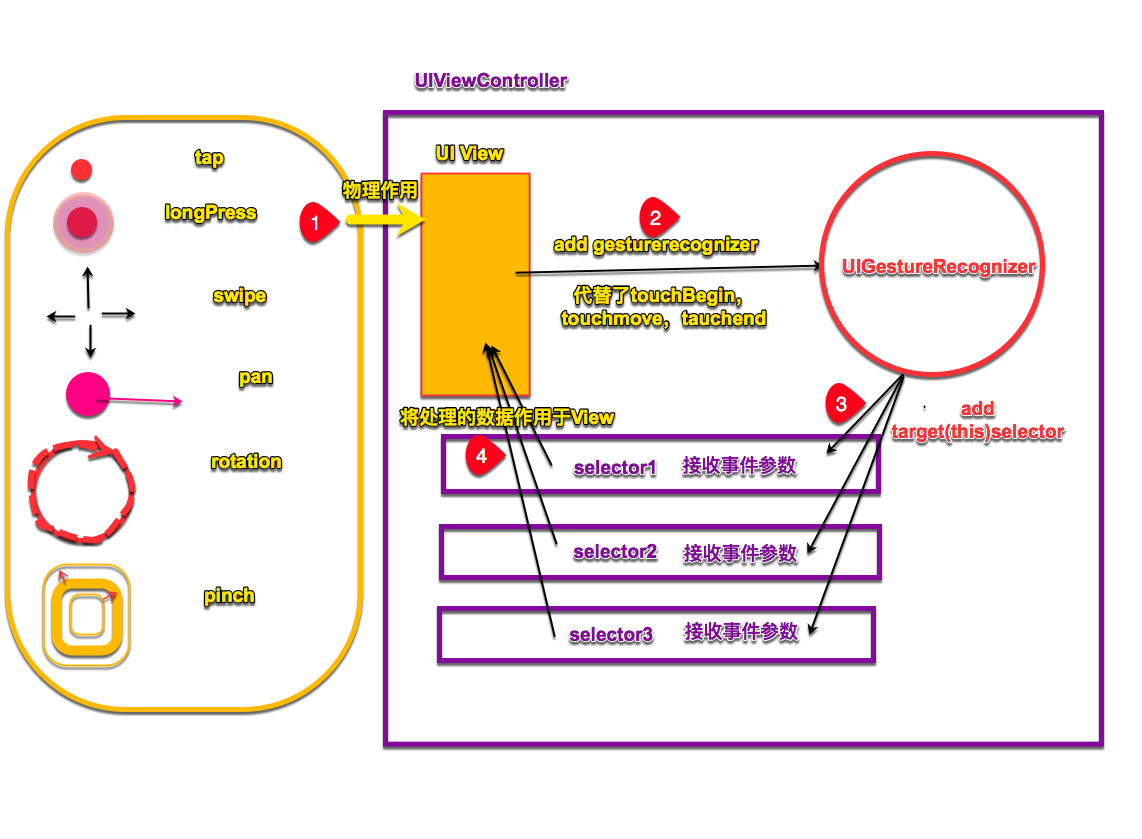 UIViewController
tap
longPress
swipe
pan
rotation
pinch
物理作用
1
UI View
2
add gesturerecognizer
代替了touchBegin,
touchmove，tauchend
UIGestureRecognizer
3
add
target(this)selector
将处理的数据作用于View
4
selector1 接收事件参数
selector2 接收事件参数
selector3 接收事件参数